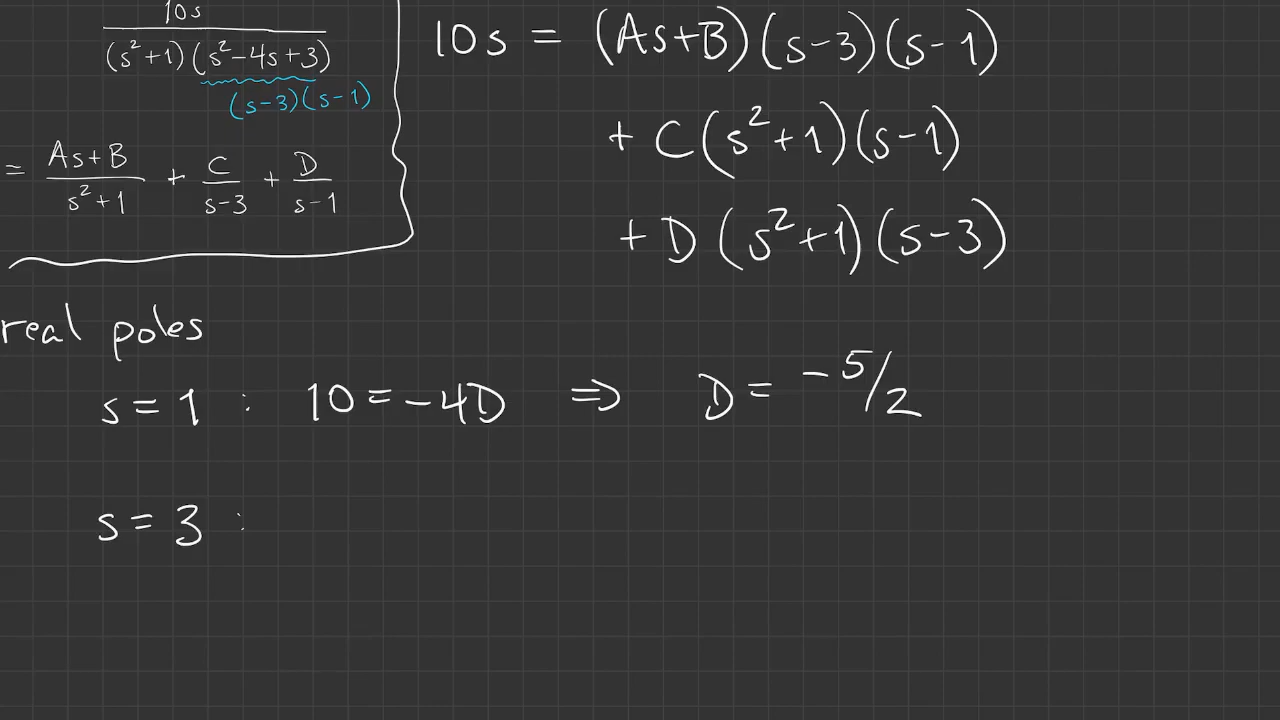 10s
(s²+1)(s²-4s+3)
(s-3)(s-1)
= As+B/s²+1 + C/s-3 + D/s-1
10s = (As+B)(s-3)(s-1)
+ C(s²+1)(s-1)
+ D(s²+1)(s-3)
real poles
s = 1 : 10 = -4D ⇒ D = -5/2
s = 3 :